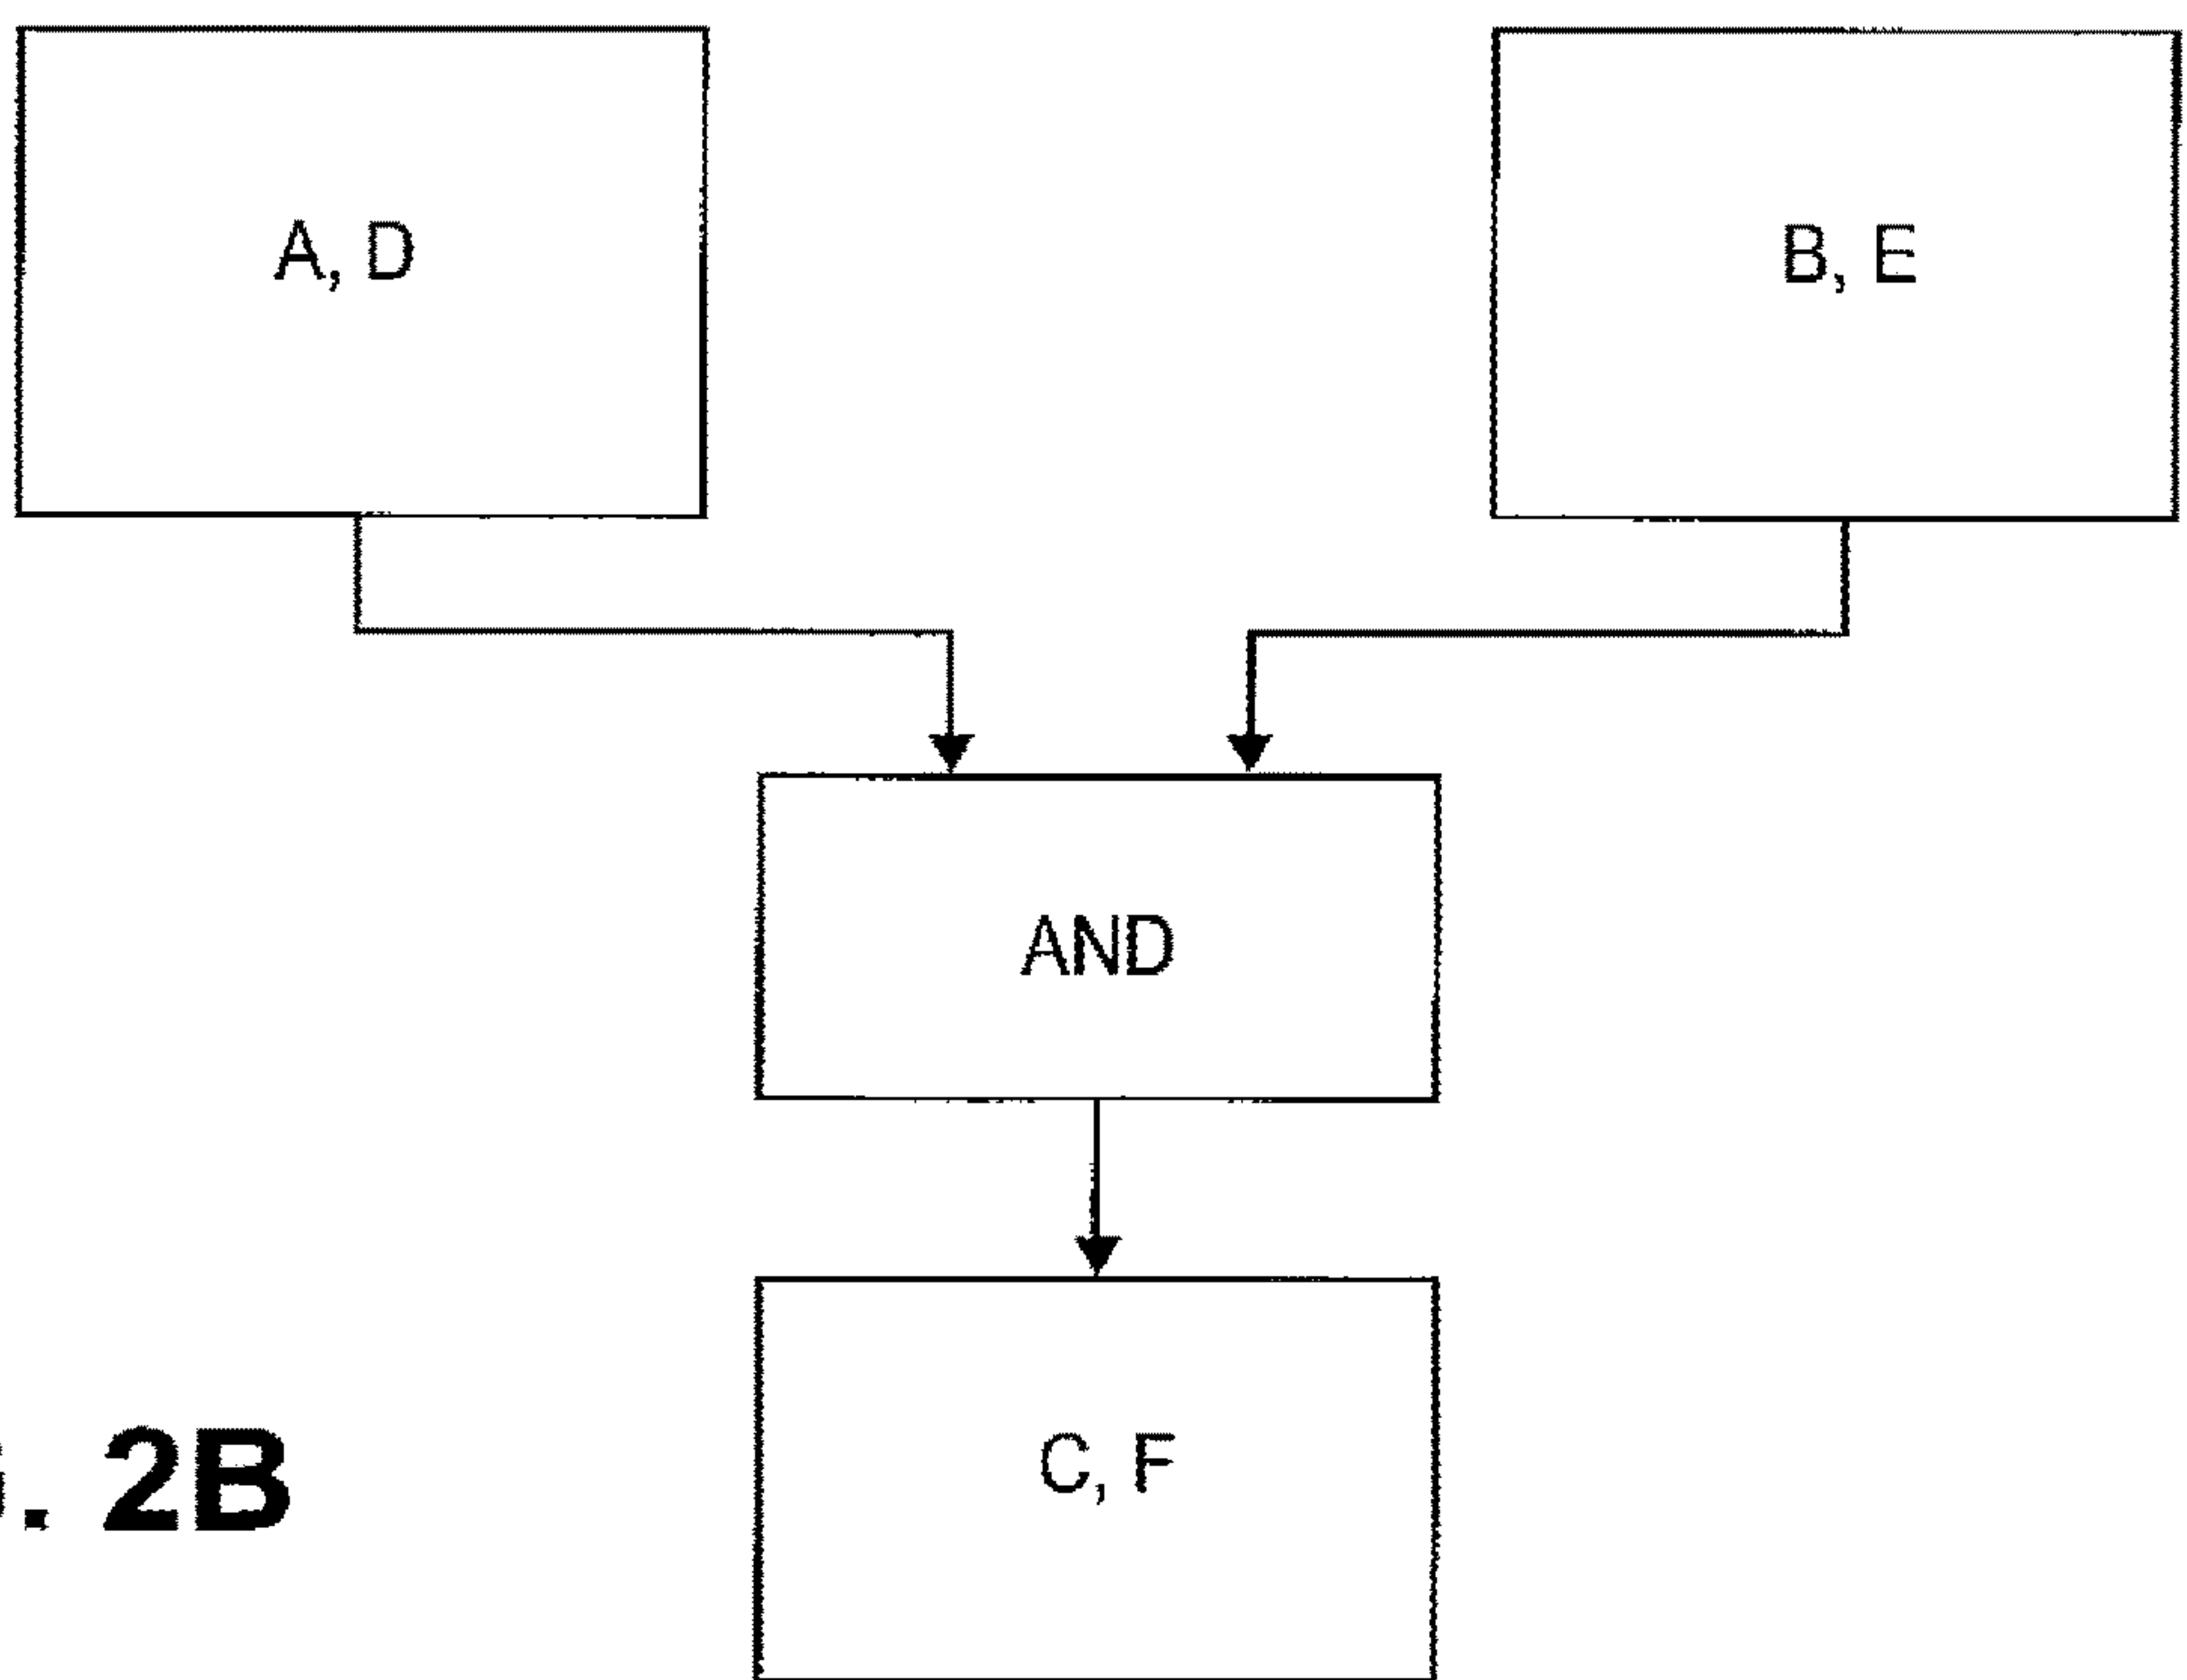 A, D
B, E
AND
C, F
. 2B